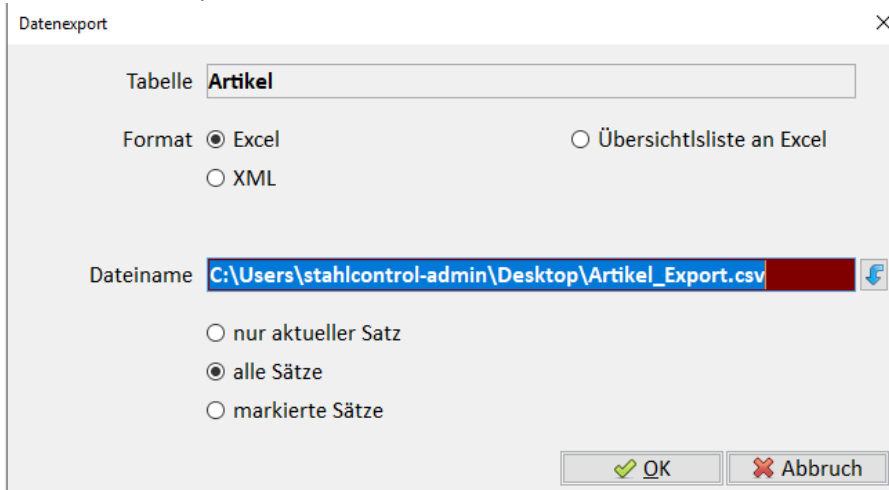 Datenexport
Tabelle Artikel
Format Excel Übersichtlsliste an Excel
XML
Dateiname C:\Users\stahlcontrol-admin\Desktop\Artikel_Export.csv
nur aktueller Satz
alle Sätze
markierte Sätze
OK Abbruch